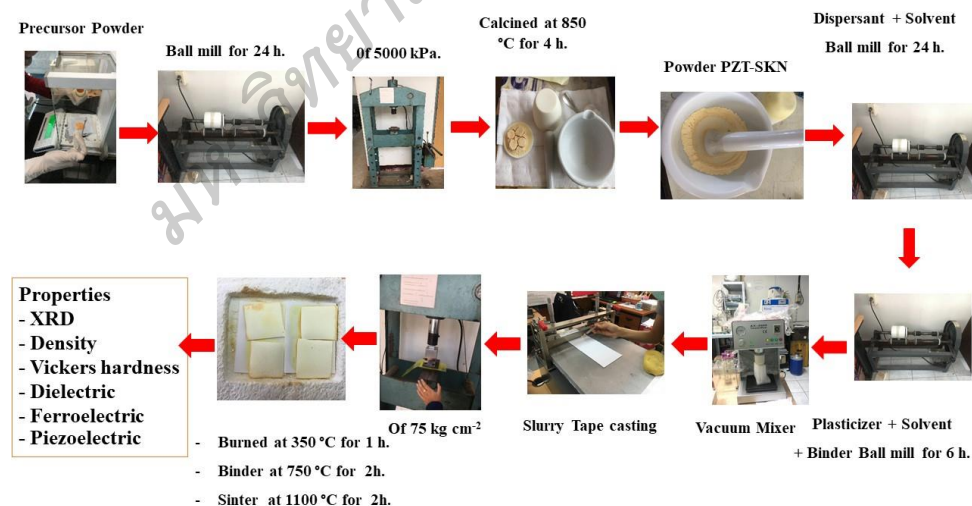 Precursor Powder
Ball mill for 24 h.
0f 5000 kPa.
Calcined at 850
°C for 4 h.
Powder PZT-SKN
Dispersant + Solvent
Ball mill for 24 h.
Plasticizer + Solvent
+ Binder Ball mill for 6 h.
Vacuum Mixer
Slurry Tape casting
Of 75 kg cm⁻²
- Burned at 350 °C for 1 h.
- Binder at 750 °C for 2h.
- Sinter at 1100 °C for 2h.
Properties
- XRD
- Density
- Vickers hardness
- Dielectric
- Ferroelectric
- Piezoelectric